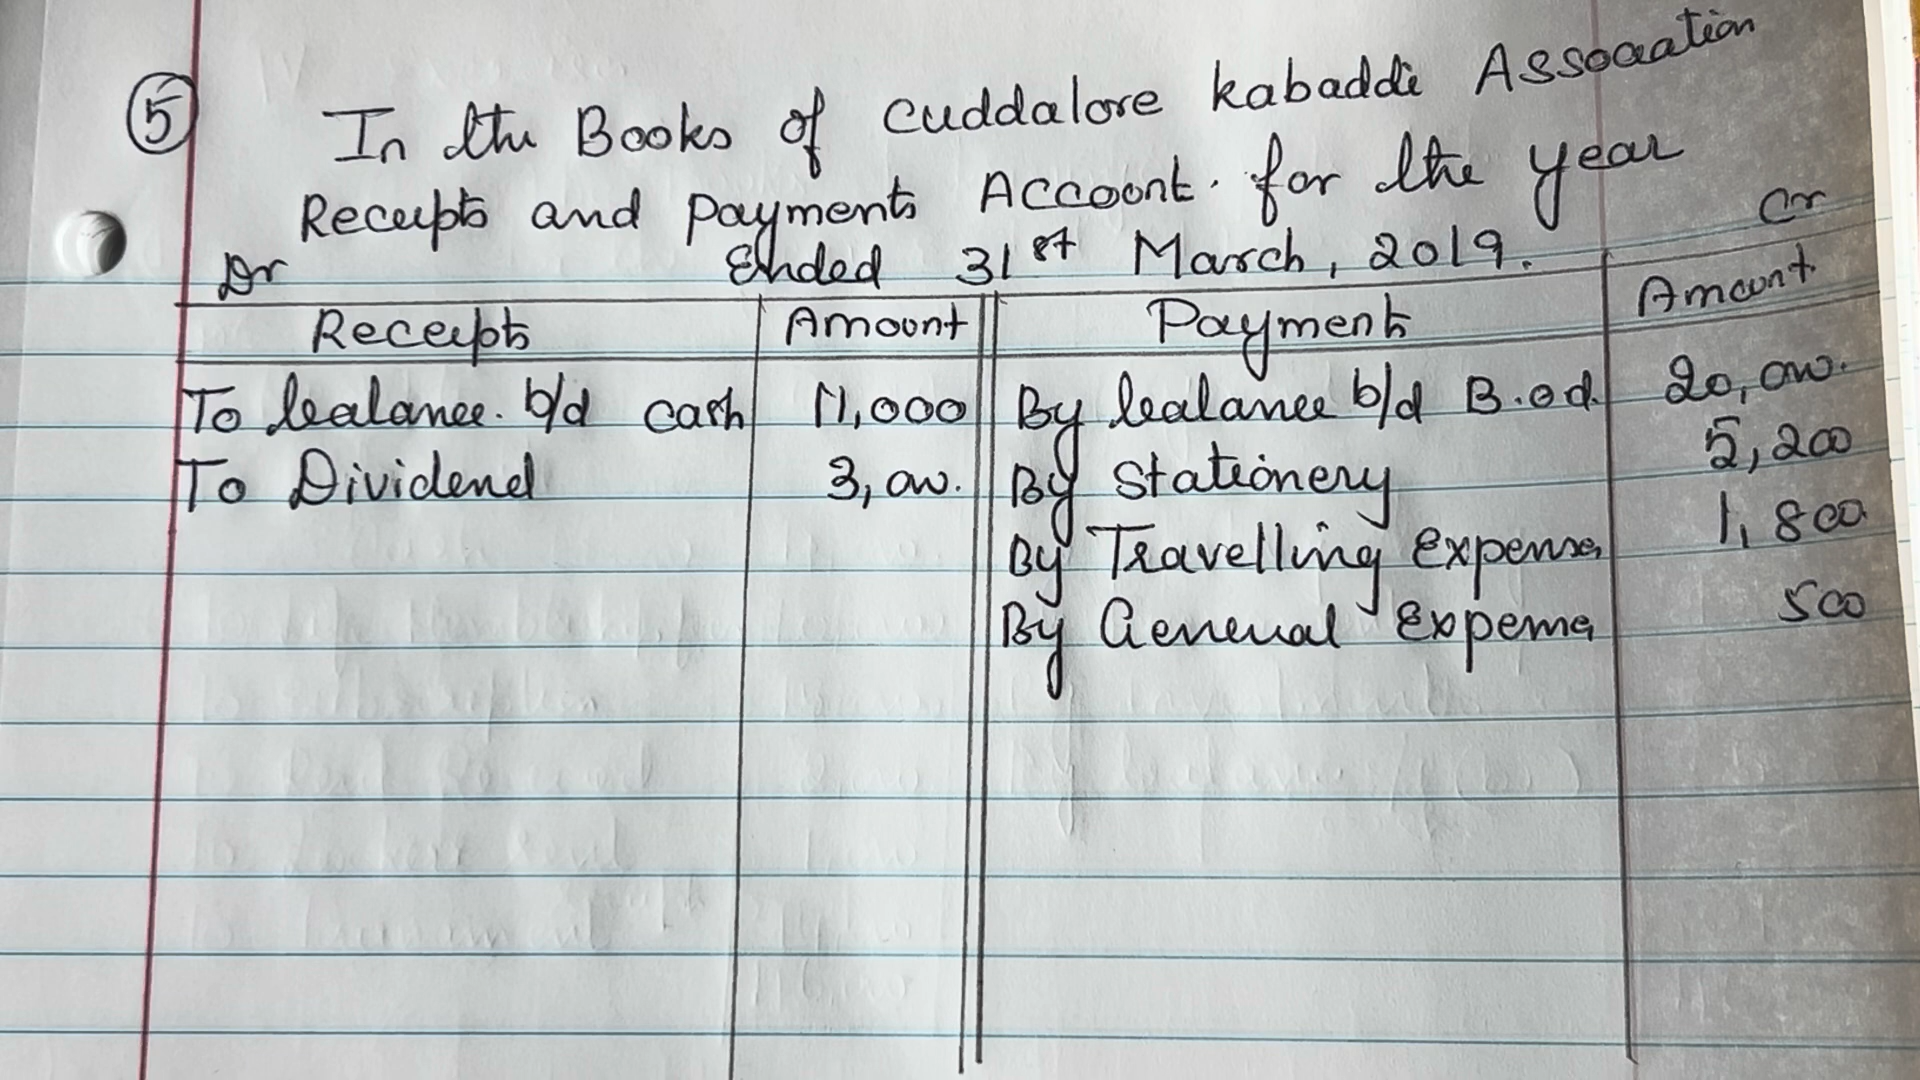 5
In the Books of Cuddalore Kabaddi Association
Receipts and Payments Account. for the year
Ended 31st March, 2019.
Dr Cr
Receipts Amount Payments Amount
To balance. b/d cash 11,000 By balance b/d B.od. 20,000.
To Dividend 3,000. By Stationery 5,200
By Travelling Expenses 1,800
By General Expenses 500